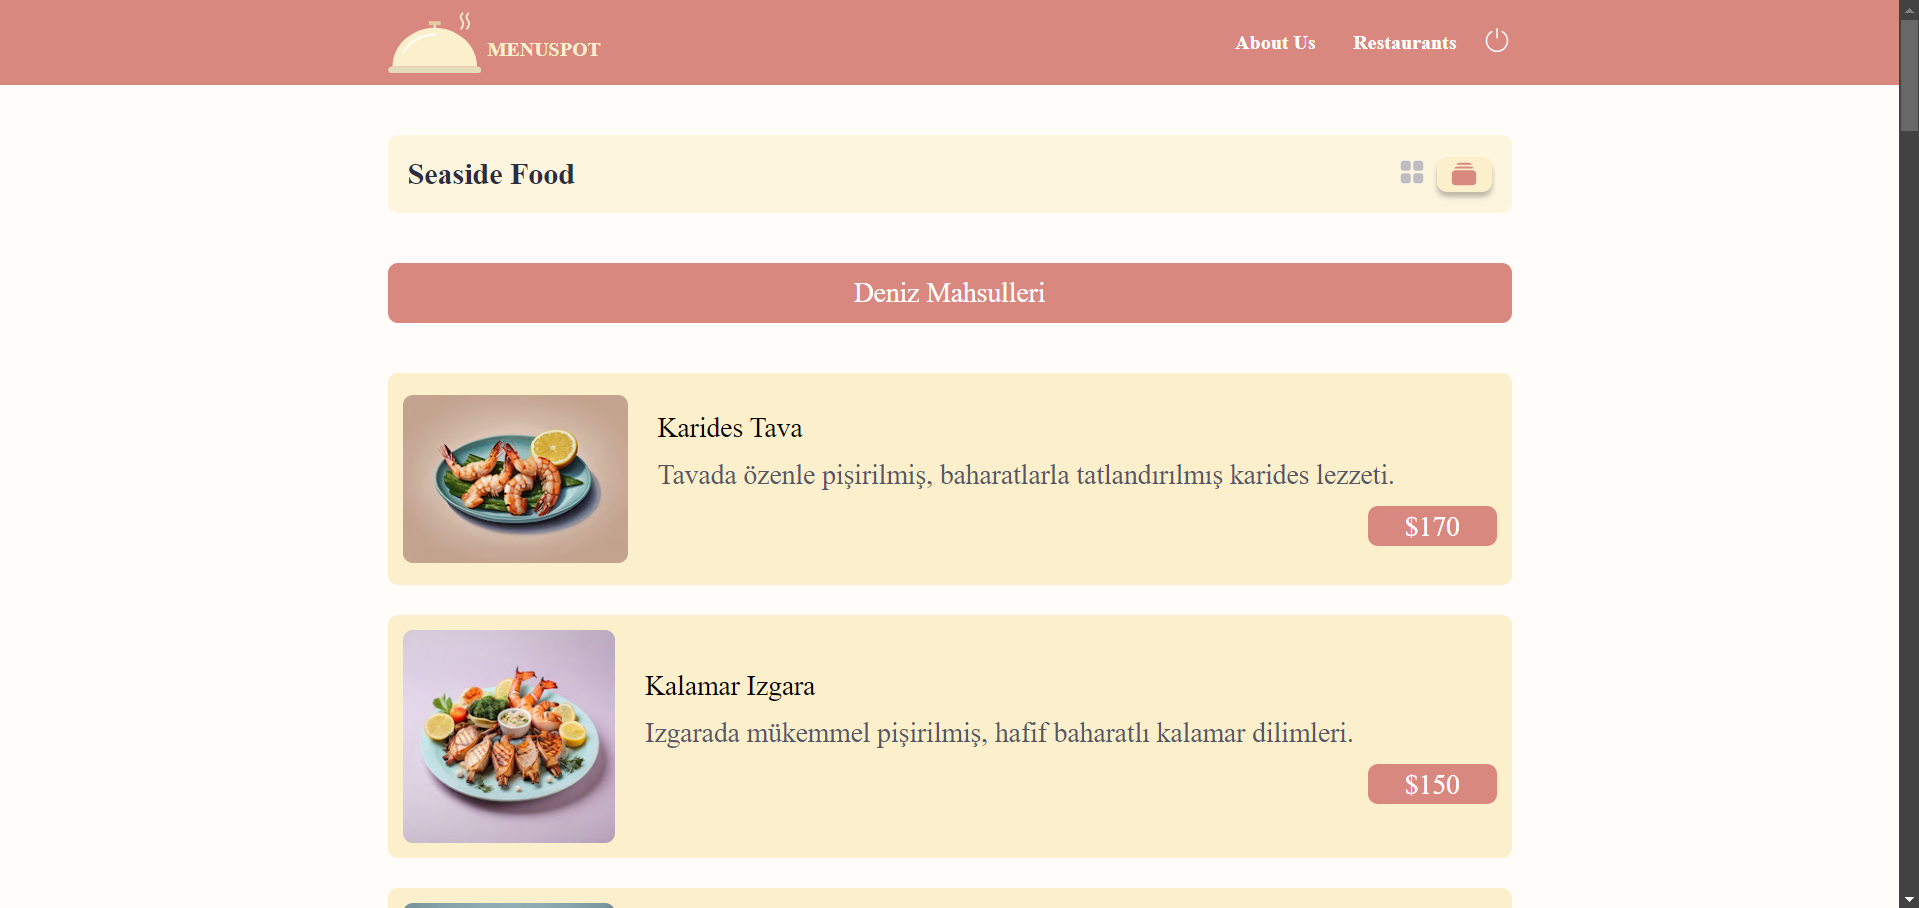 MENUSPOT
About Us
Restaurants
Seaside Food
Deniz Mahsulleri
Karides Tava
Tavada özenle pişirilmiş, baharatlarla tatlandırılmış karides lezzeti.
$170
Kalamar Izgara
Izgarada mükemmel pişirilmiş, hafif baharatlı kalamar dilimleri.
$150